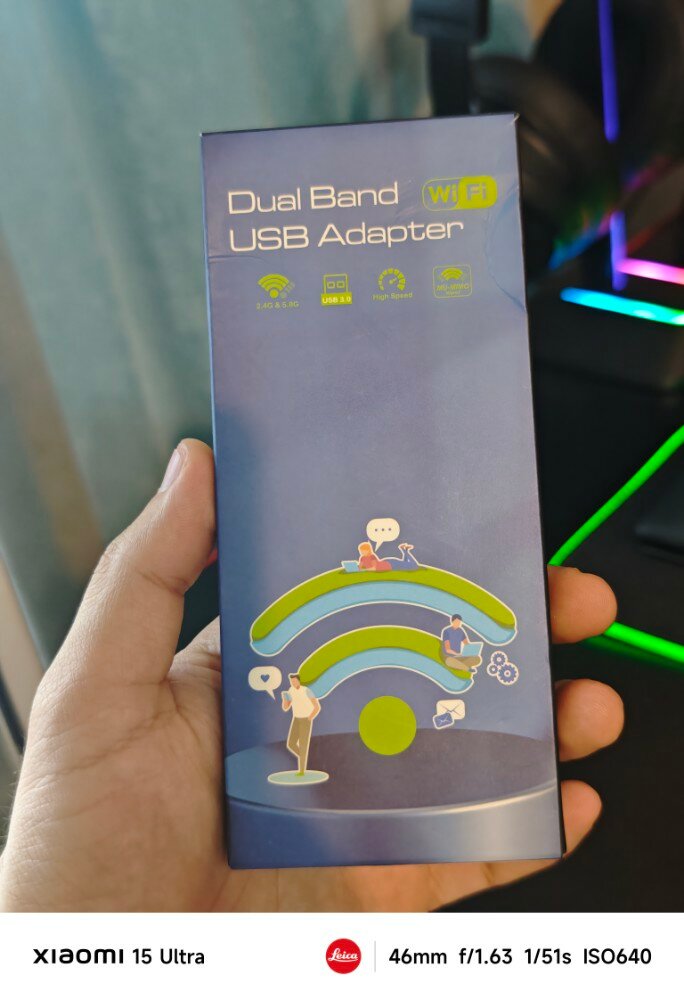 Dual Band WiFi
USB Adapter
2.4G & 5.8G
USB 3.0
High Speed
MU-MIMO
xiaomi 15 Ultra
Leica
46mm f/1.63 1/51s ISO640